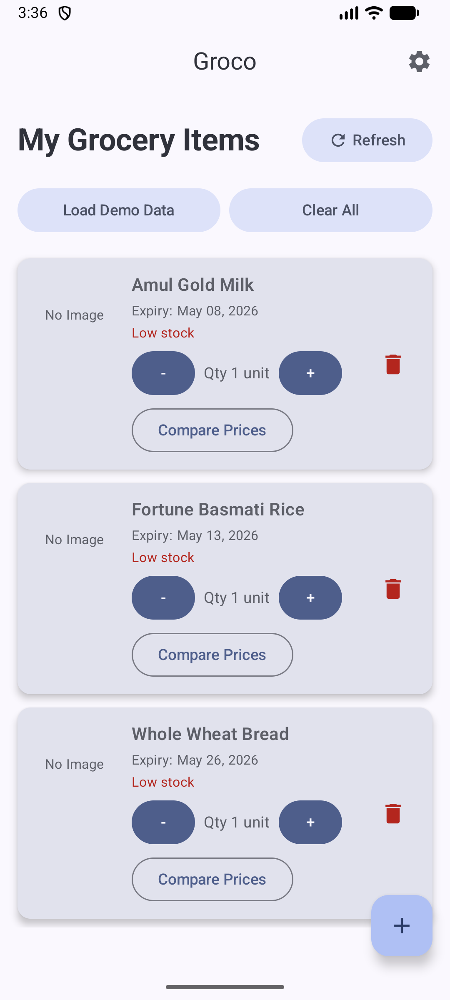 3:36
Groco
My Grocery Items
Refresh
Load Demo Data
Clear All
Amul Gold Milk
No Image
Expiry: May 08, 2026
Low stock
-
Qty 1 unit
+
Compare Prices
Fortune Basmati Rice
No Image
Expiry: May 13, 2026
Low stock
-
Qty 1 unit
+
Compare Prices
Whole Wheat Bread
No Image
Expiry: May 26, 2026
Low stock
-
Qty 1 unit
+
Compare Prices
+